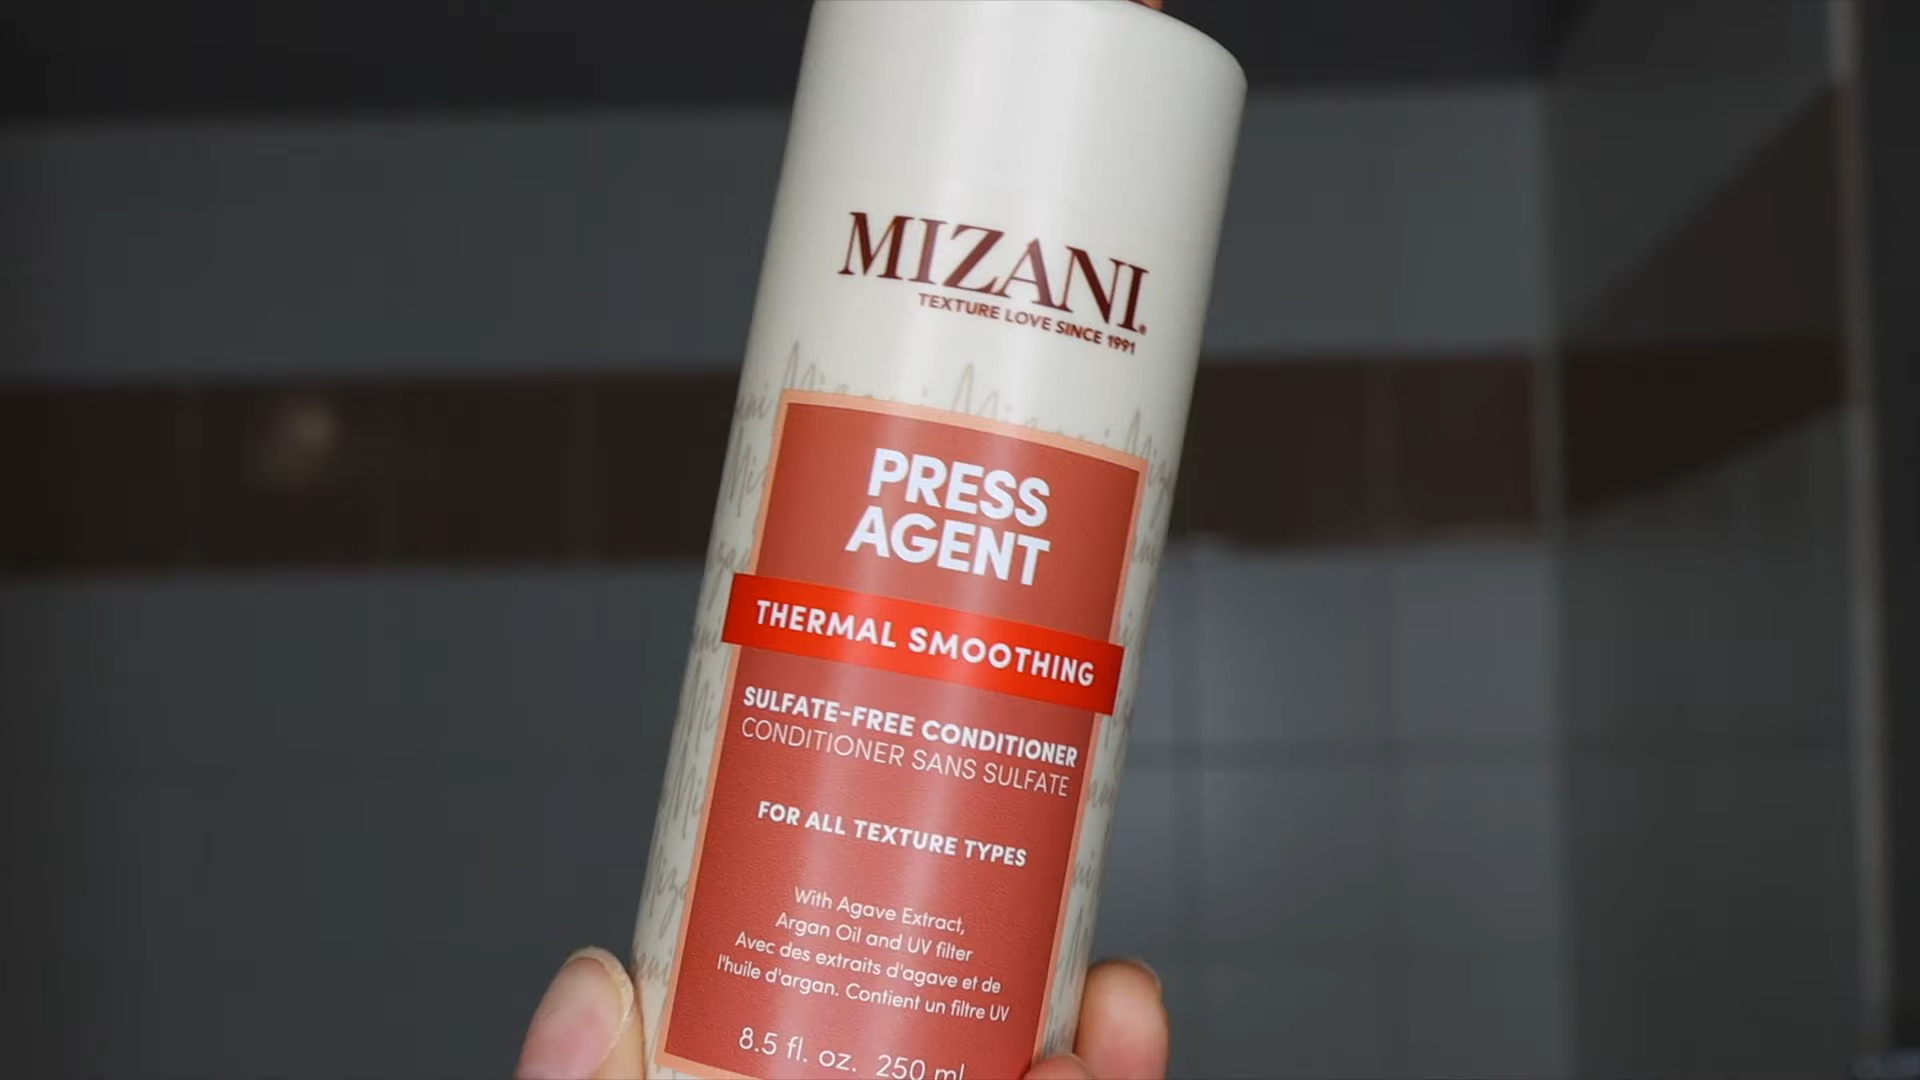 MIZANI
TEXTURE LOVE SINCE 1991
PRESS
AGENT
THERMAL SMOOTHING
SULFATE-FREE CONDITIONER
CONDITIONER SANS SULFATE
FOR ALL TEXTURE TYPES
With Agave Extract,
Argan Oil and UV filter
Avec des extraits d'agave et de
l'huile d'argan. Contient un filtre UV
8.5 fl. oz. 250 ml